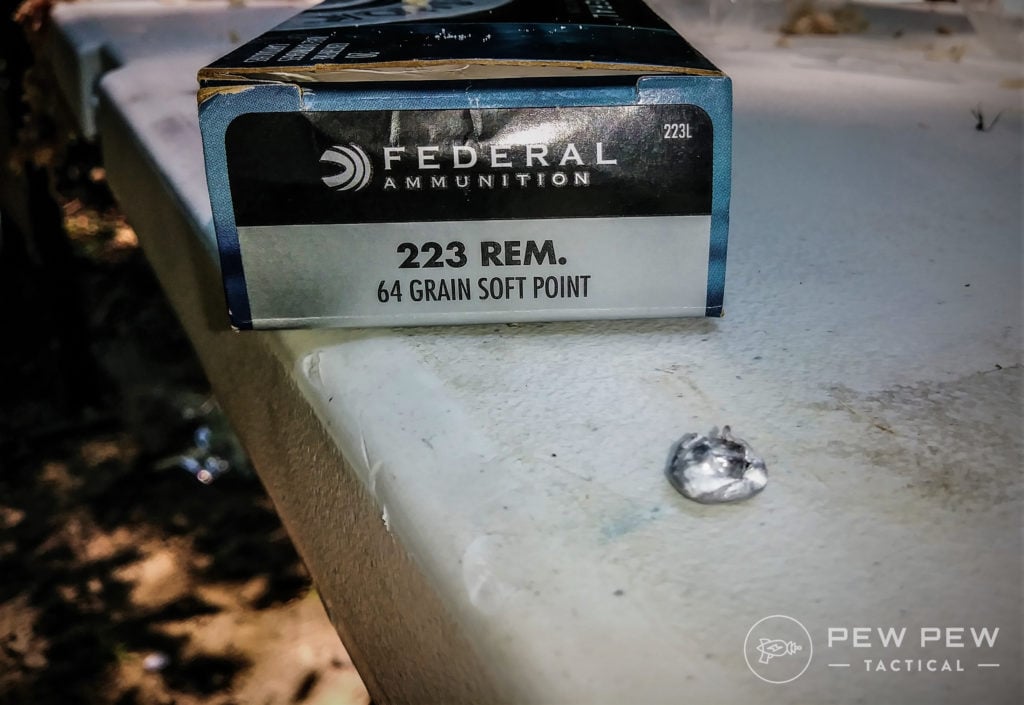 223L
FEDERAL
AMMUNITION
223 REM.
64 GRAIN SOFT POINT
PEW PEW
TACTICAL